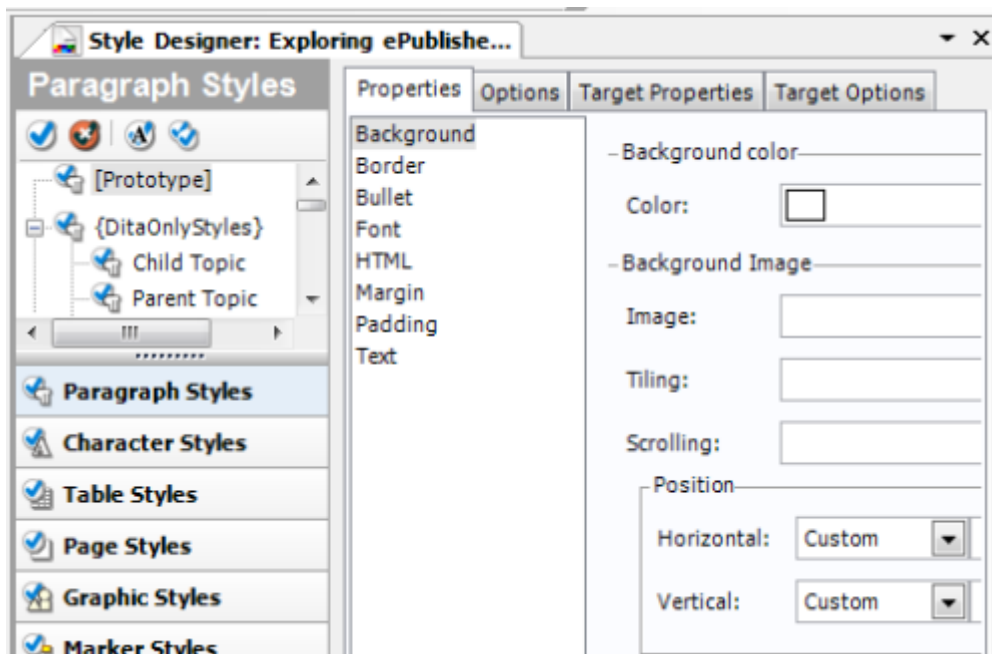 Style Designer: Exploring ePublishe...
Paragraph Styles
[Prototype]
{DitaOnlyStyles}
Child Topic
Parent Topic
Paragraph Styles
Character Styles
Table Styles
Page Styles
Graphic Styles
Marker Styles
Properties
Options
Target Properties
Target Options
Background
Border
Bullet
Font
HTML
Margin
Padding
Text
Background color
Color:
Background Image
Image:
Tiling:
Scrolling:
Position
Horizontal: Custom
Vertical: Custom